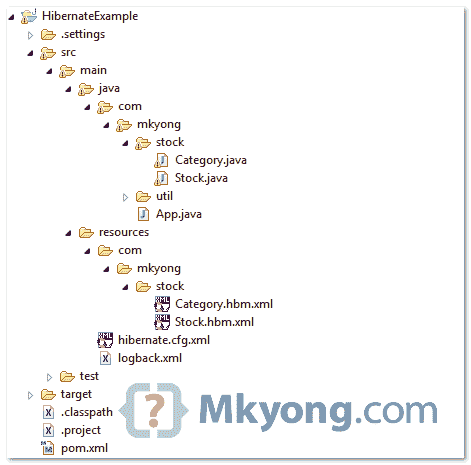 HibernateExample
.settings
src
main
java
com
mkyong
stock
Category.java
Stock.java
util
App.java
resources
com
mkyong
stock
Category.hbm.xml
Stock.hbm.xml
hibernate.cfg.xml
logback.xml
test
target
.classpath
.project
pom.xml
{?} Mkyong.com